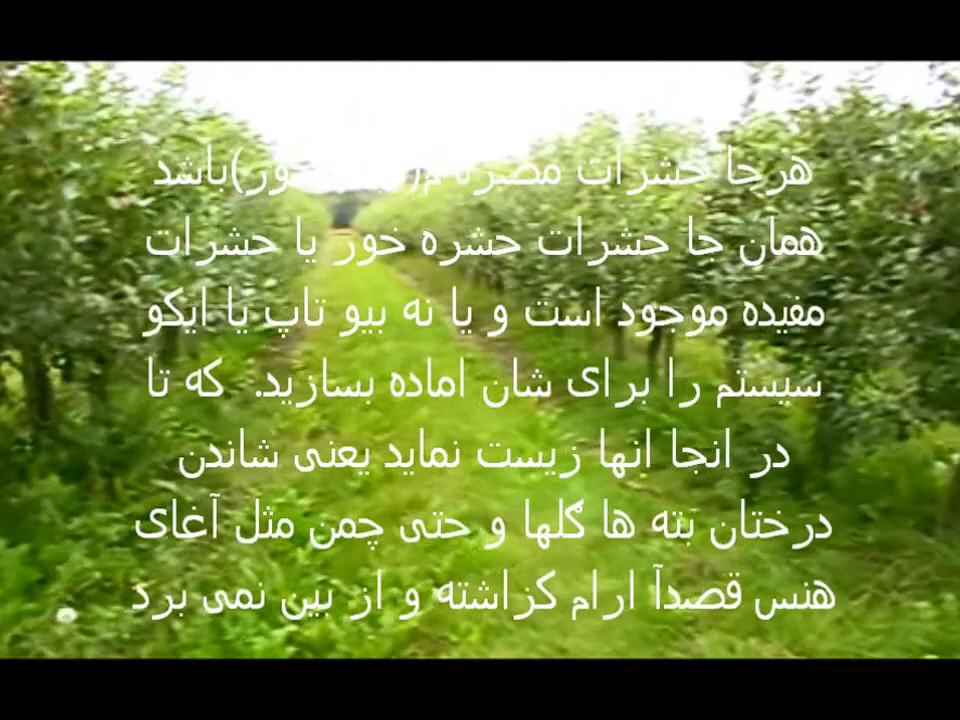 هرجا حشرات مضره باشد
همان جا حشرات حشره خور یا حشرات
مفیده موجود است و یا نه بیو تاپ یا ایکو
سیستم را برای شان اماده بسازید. که تا
در انجا انها زیست نماید یعنی شاندن
درختان بته ها ګلها و حتی چمن مثل آغای
هنس قصدآ ارام کزاشته و از بین نمی برد